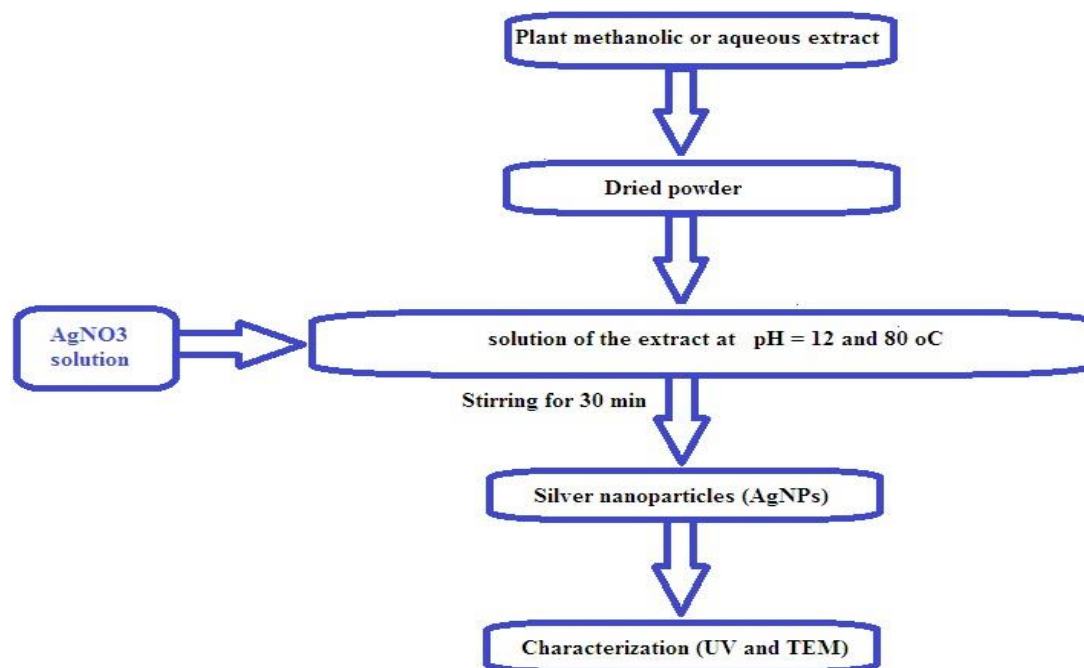 Plant methanolic or aqueous extract
Dried powder
AgNO3
solution
solution of the extract at pH = 12 and 80 oC
Stirring for 30 min
Silver nanoparticles (AgNPs)
Characterization (UV and TEM)